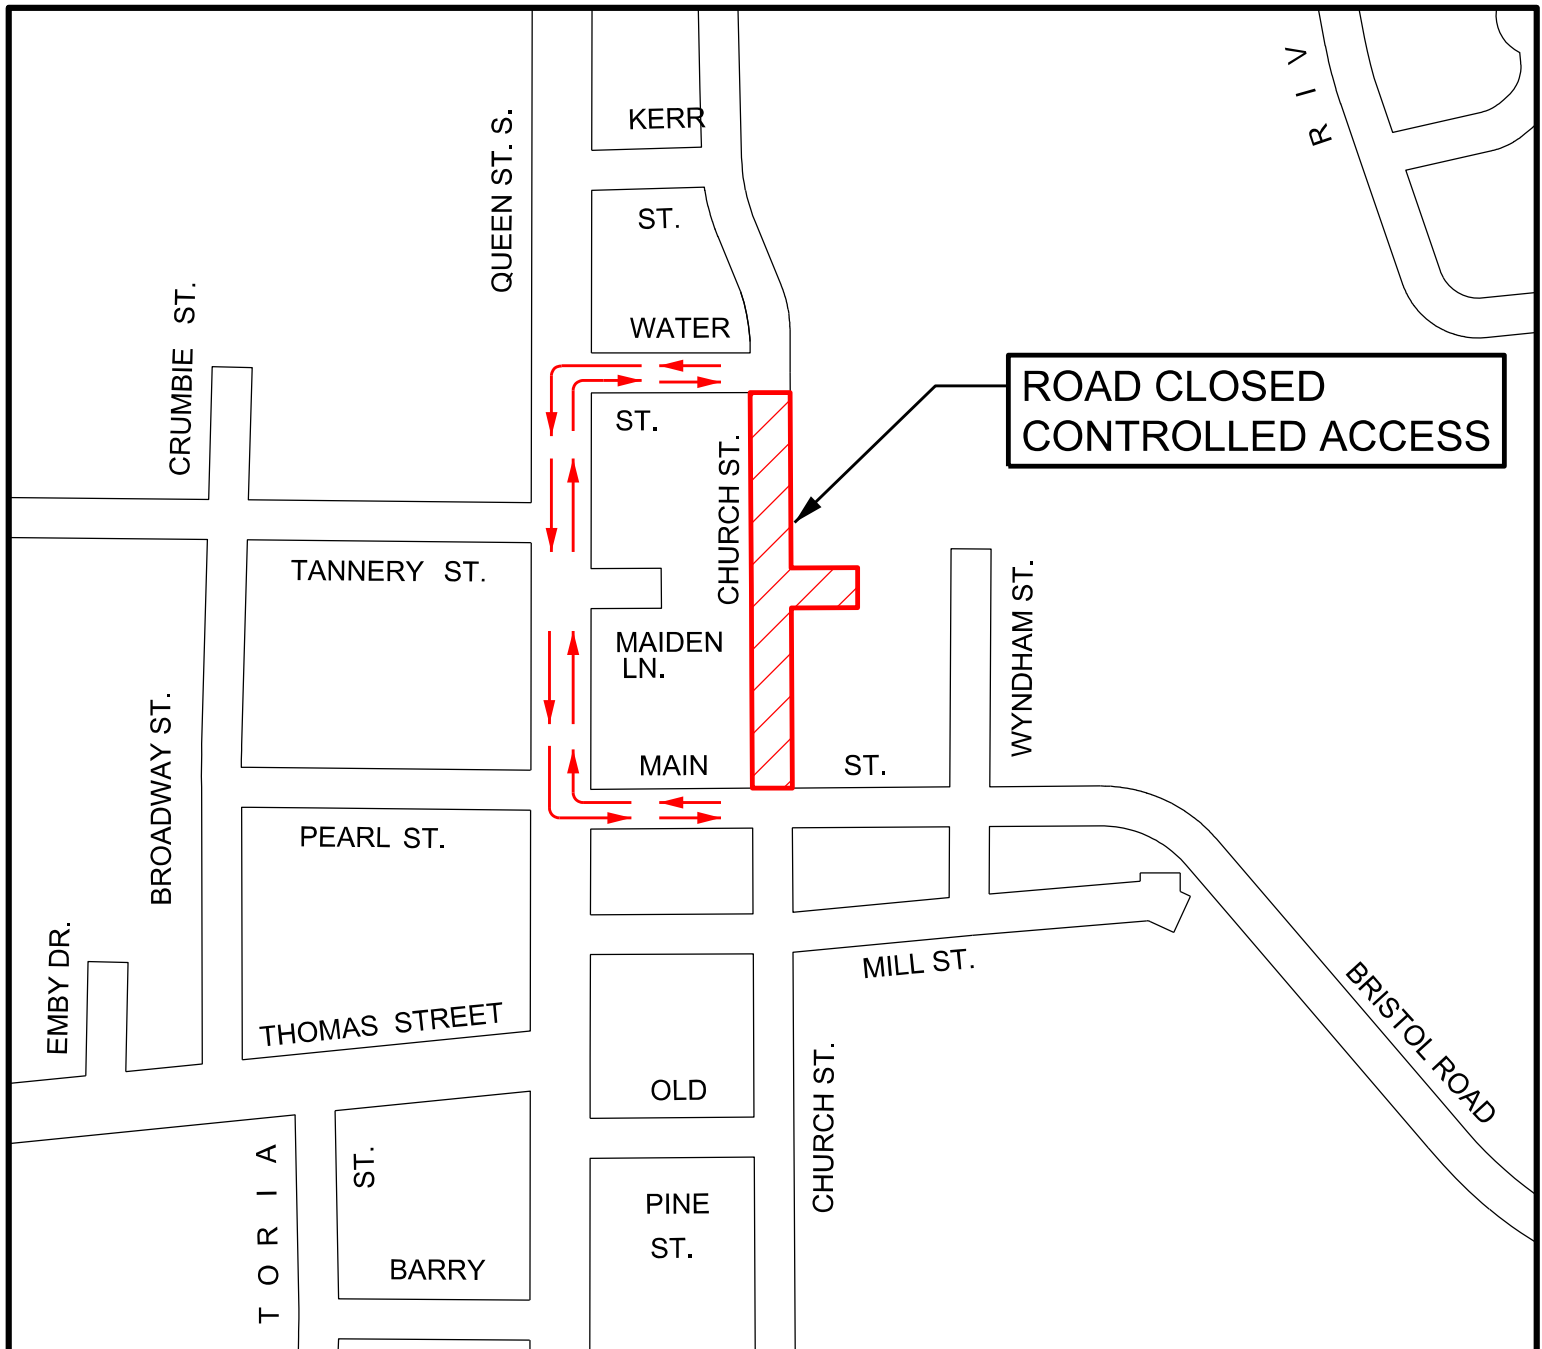 R I V
KERR
QUEEN ST. S.
ST.
CRUMBIE ST.
WATER
ROAD CLOSED
CONTROLLED ACCESS
ST.
CHURCH ST.
TANNERY ST.
WYNDHAM ST.
MAIDEN
LN.
BROADWAY ST.
MAIN
ST.
PEARL ST.
EMBY DR.
MILL ST.
THOMAS STREET
BRISTOL ROAD
OLD
CHURCH ST.
T O R I A
ST.
PINE
ST.
BARRY